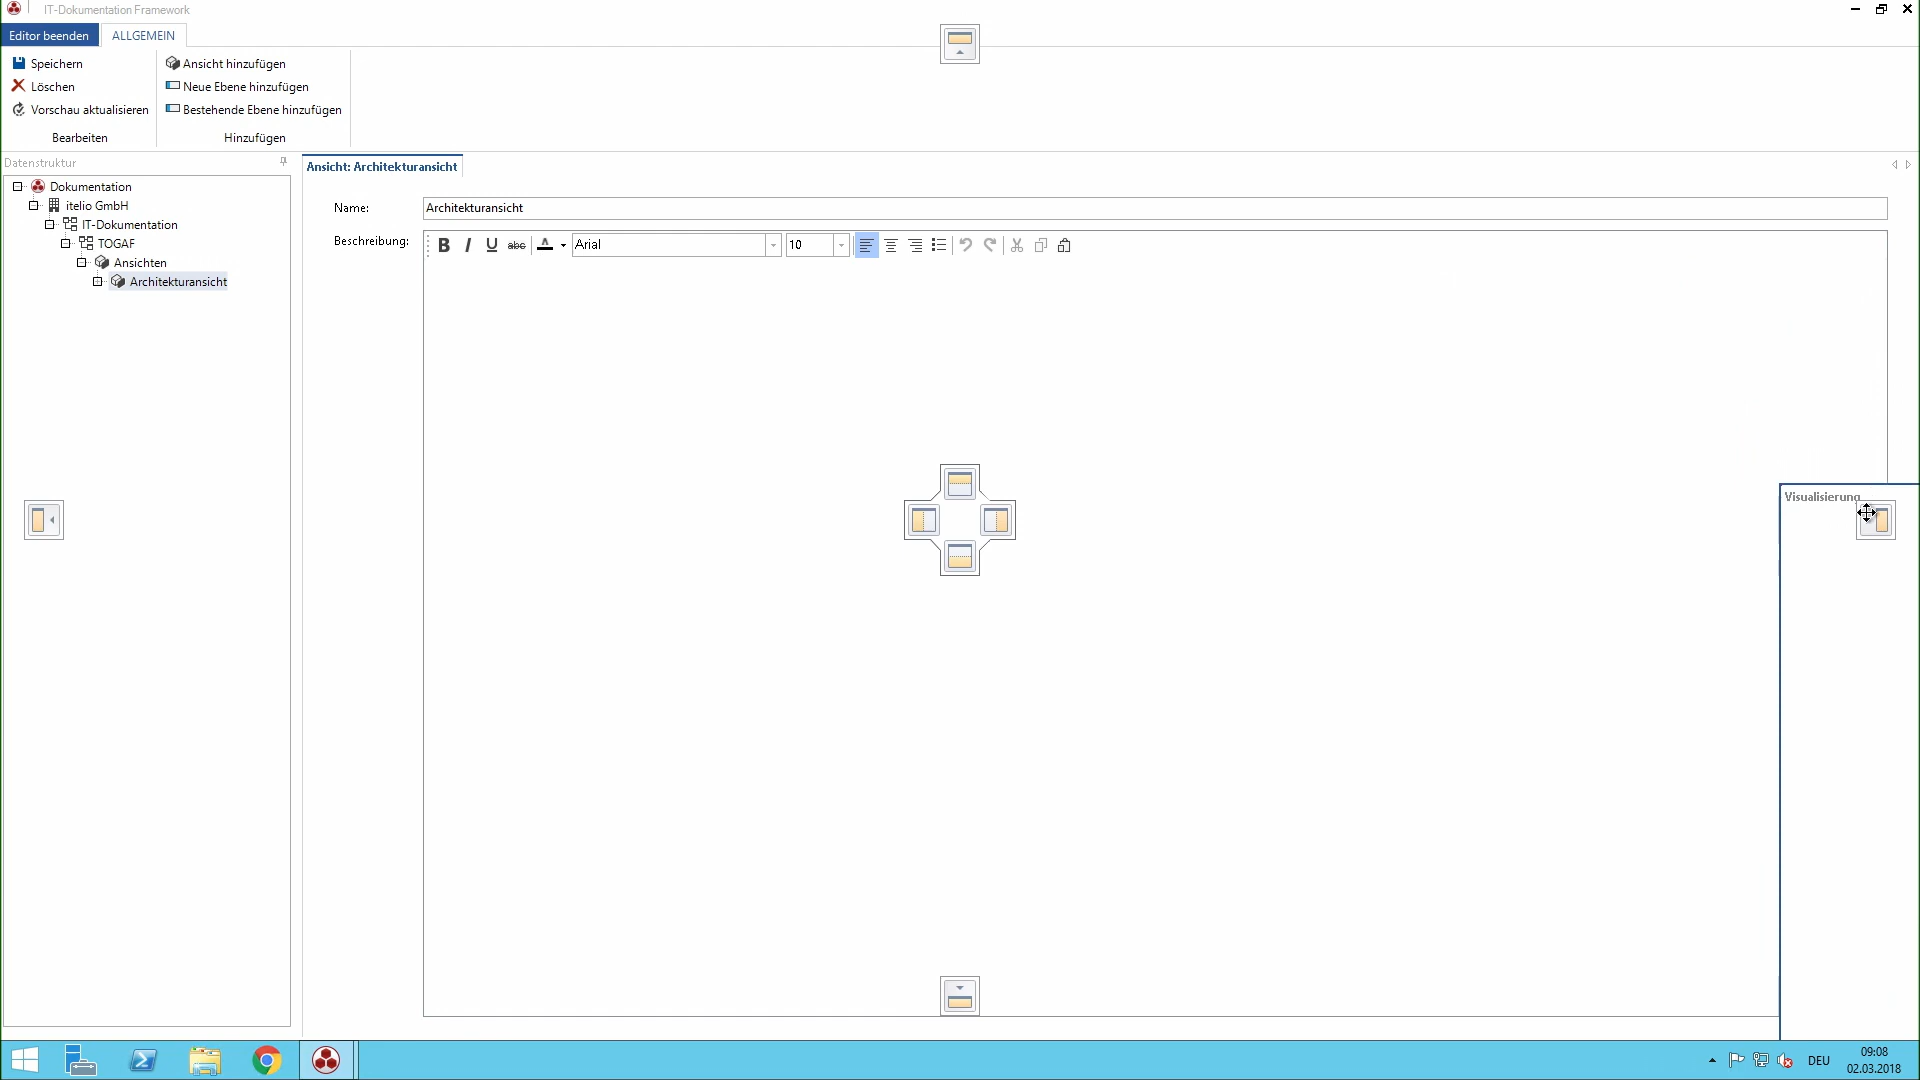 IT-Dokumentation Framework
Editor beenden
ALLGEMEIN
Speichern
Löschen
Vorschau aktualisieren
Bearbeiten
Ansicht hinzufügen
Neue Ebene hinzufügen
Bestehende Ebene hinzufügen
Hinzufügen
Datenstruktur
Dokumentation
itelio GmbH
IT-Dokumentation
TOGAF
Ansichten
Architekturansicht
Ansicht: Architekturansicht
Name:
Architekturansicht
Beschreibung:
B I U abc A Arial 10
Visualisierung
DEU
09:08
02.03.2018